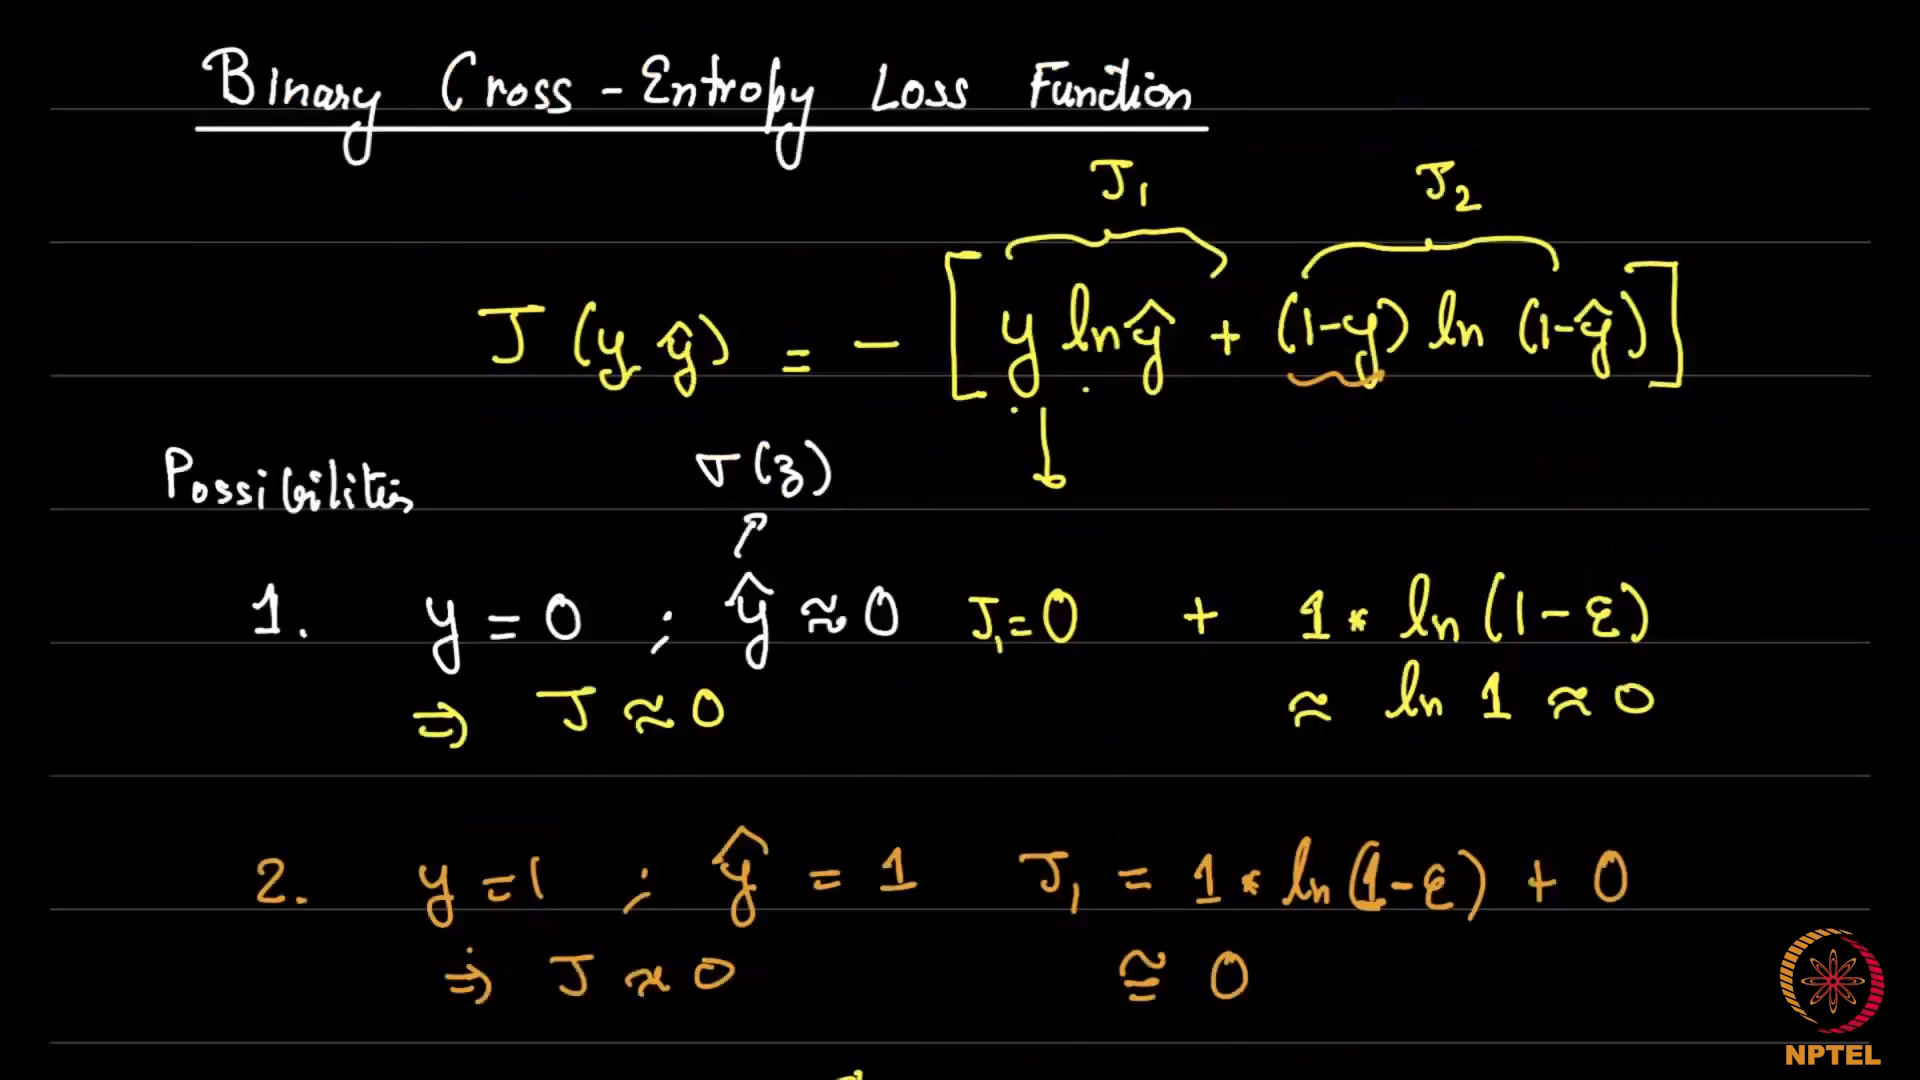 Binary Cross-Entropy Loss Function
J₁ J₂
J (y, ŷ) = - [ y ln ŷ + (1-y) ln (1-ŷ) ]
Possibilities σ(z)
1. y = 0 ; ŷ ≈ 0 J₁=0 + 1 * ln (1-ε)
⇒ J ≈ 0 ≈ ln 1 ≈ 0
2. y = 1 ; ŷ = 1 J₁ = 1 * ln (1-ε) + 0
⇒ J ≈ 0 ≅ 0
NPTEL